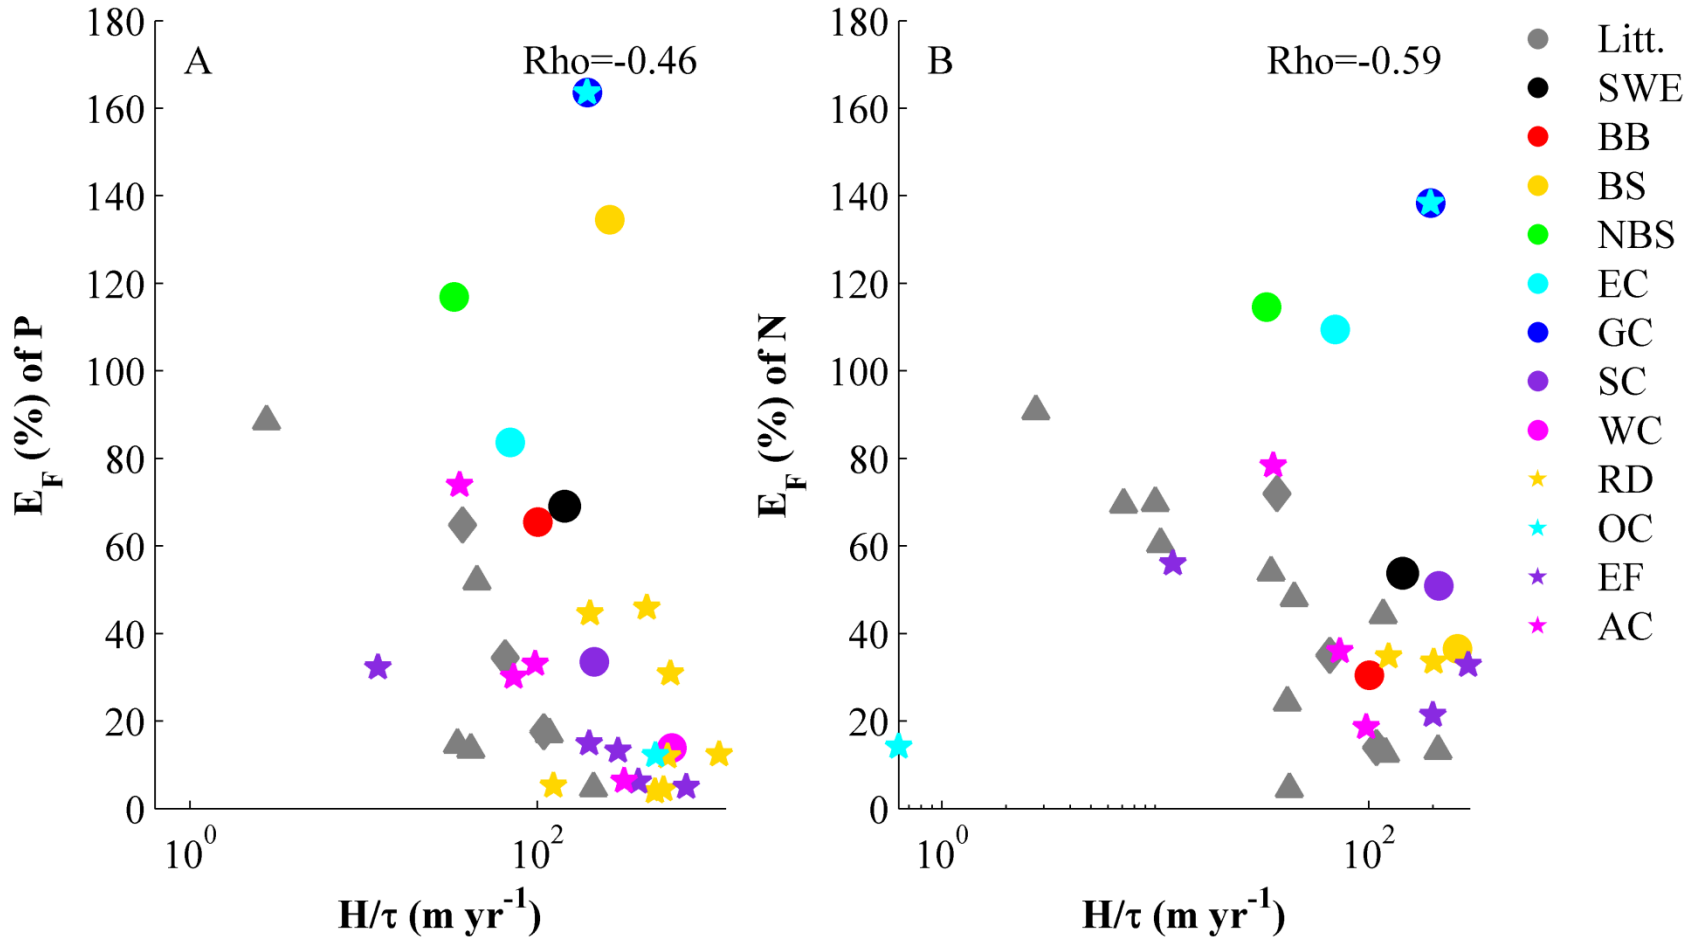 A
Rho=-0.46
180
160
140
120
100
80
60
40
20
0
E_F (%) of P
10^0
10^2
H/τ (m yr^-1)
B
Rho=-0.59
180
160
140
120
100
80
60
40
20
0
E_F (%) of N
10^0
10^2
H/τ (m yr^-1)
Litt.
SWE
BB
BS
NBS
EC
GC
SC
WC
RD
OC
EF
AC